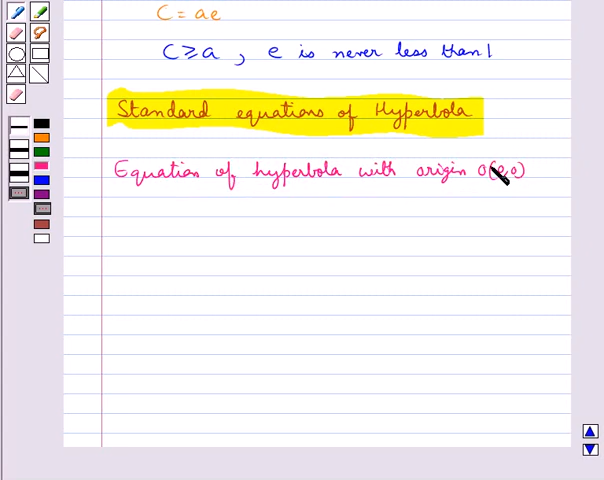 C = ae
C ≥ a , e is never less than 1
Standard equations of Hyperbola
Equation of hyperbola with origin O(0,0)